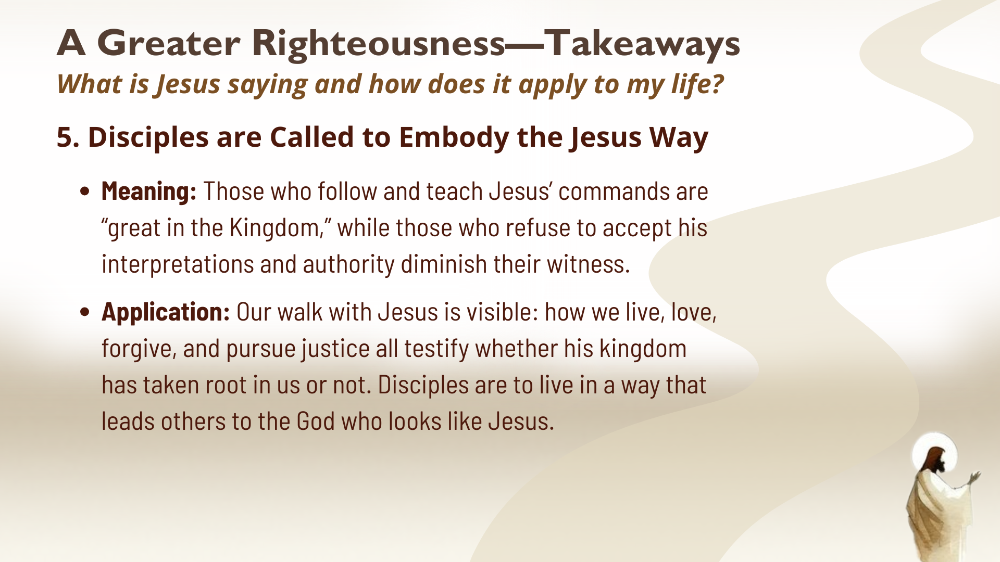 A Greater Righteousness—Takeaways
What is Jesus saying and how does it apply to my life?
5. Disciples are Called to Embody the Jesus Way
• Meaning: Those who follow and teach Jesus’ commands are
“great in the Kingdom,” while those who refuse to accept his
interpretations and authority diminish their witness.
• Application: Our walk with Jesus is visible: how we live, love,
forgive, and pursue justice all testify whether his kingdom
has taken root in us or not. Disciples are to live in a way that
leads others to the God who looks like Jesus.